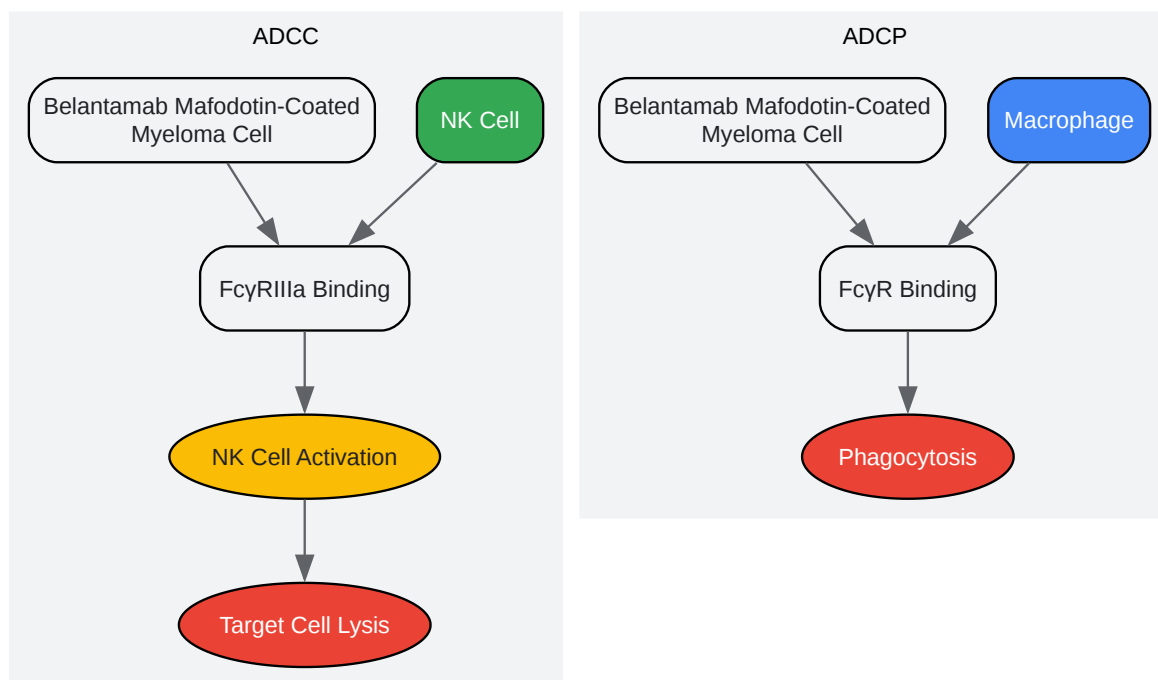 ADCC
Belantamab Mafodotin-Coated
Myeloma Cell
NK Cell
FcγRIIIa Binding
NK Cell Activation
Target Cell Lysis
ADCP
Belantamab Mafodotin-Coated
Myeloma Cell
Macrophage
FcγR Binding
Phagocytosis